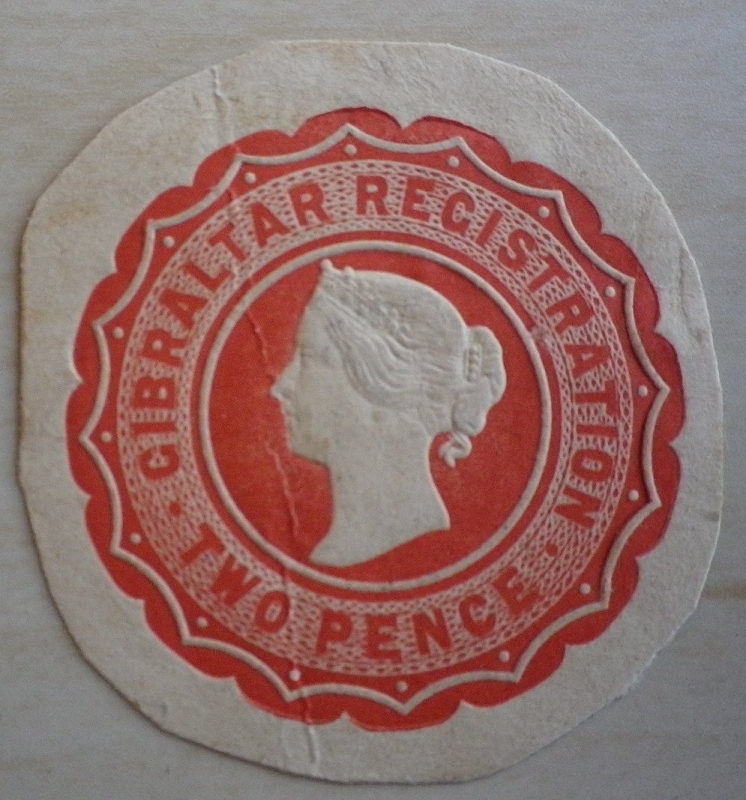 GIBRALTAR REGISTRATION
· TWO PENCE ·